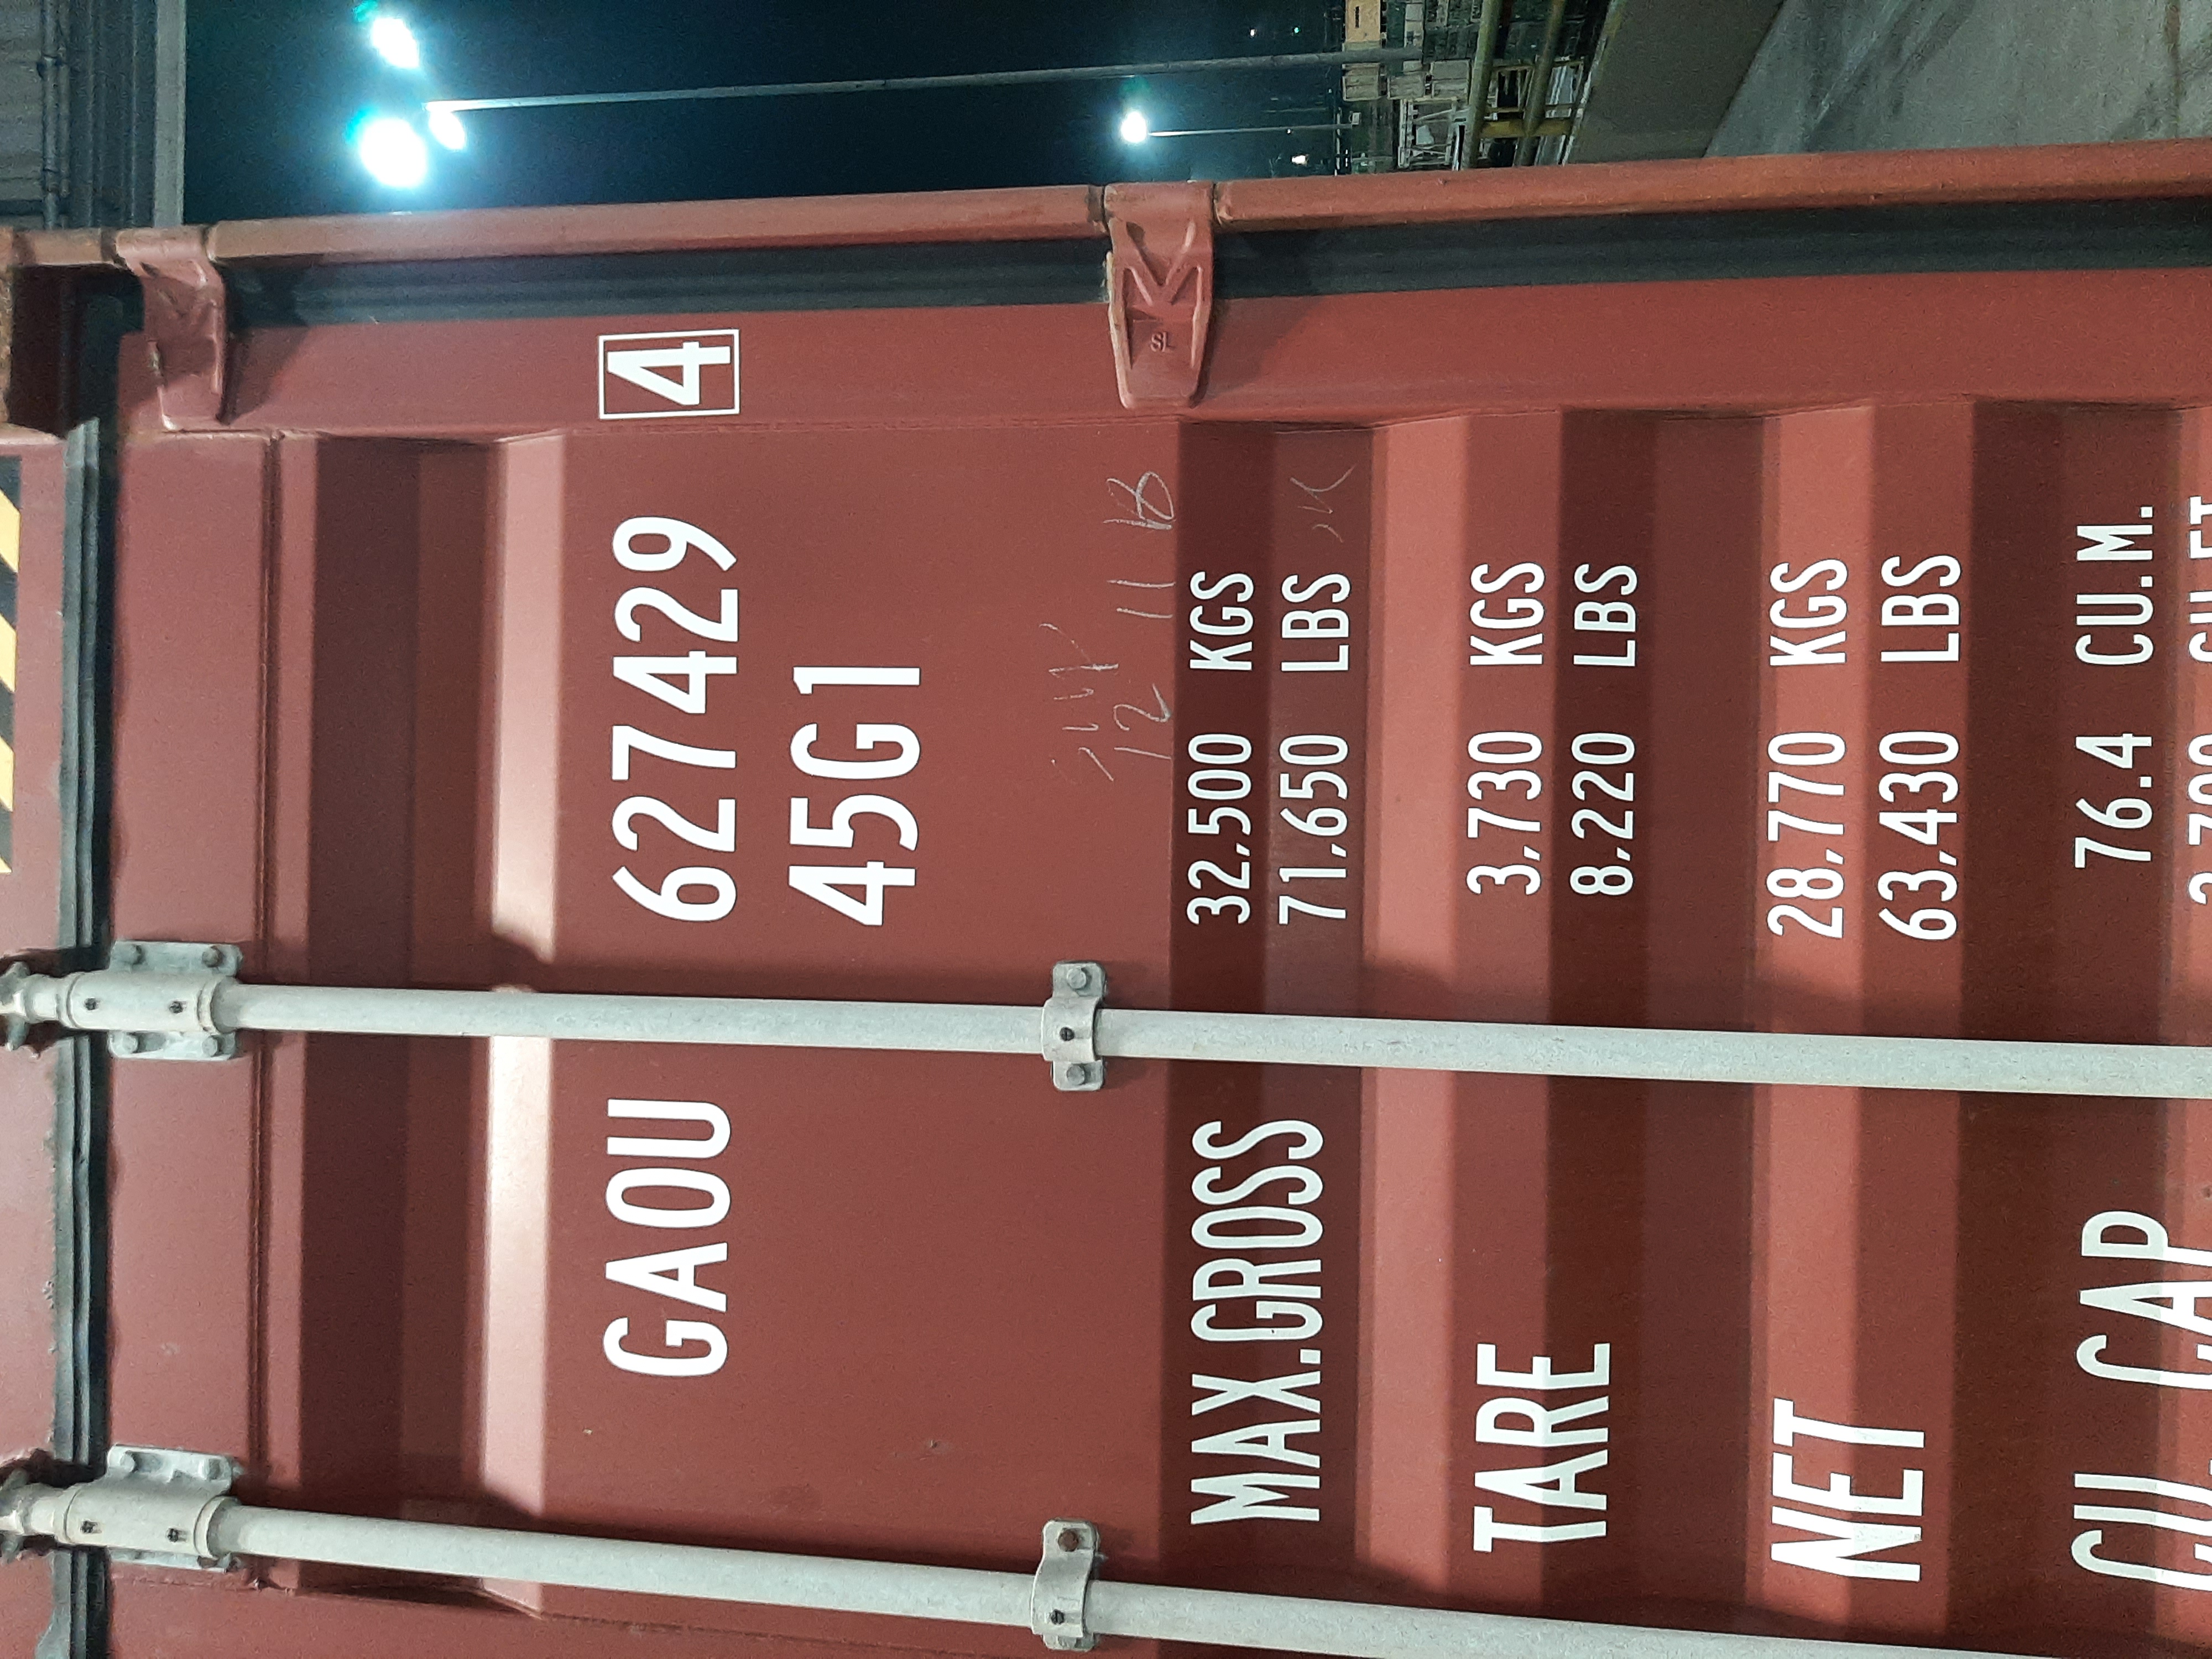 GAOU 627429 4
45G1
MAX.GROSS 32,500 KGS
71,650 LBS
TARE 3,730 KGS
8,220 LBS
NET 28,770 KGS
63,430 LBS
CU.CAP 76.4 CU.M.
SL